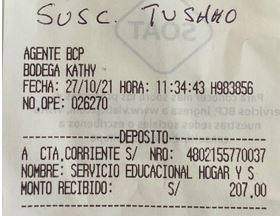 SUSC. TUSHMO
AGENTE BCP
BODEGA KATHY
FECHA: 27/10/21 HORA: 11:34:43 H983856
NO,OPE: 026270
DEPOSITO
A CTA,CORRIENTE S/ NRO: 4802155770037
NOMBRE: SERVICIO EDUCACIONAL HOGAR Y S
MONTO RECIBIDO: S/ 207,00